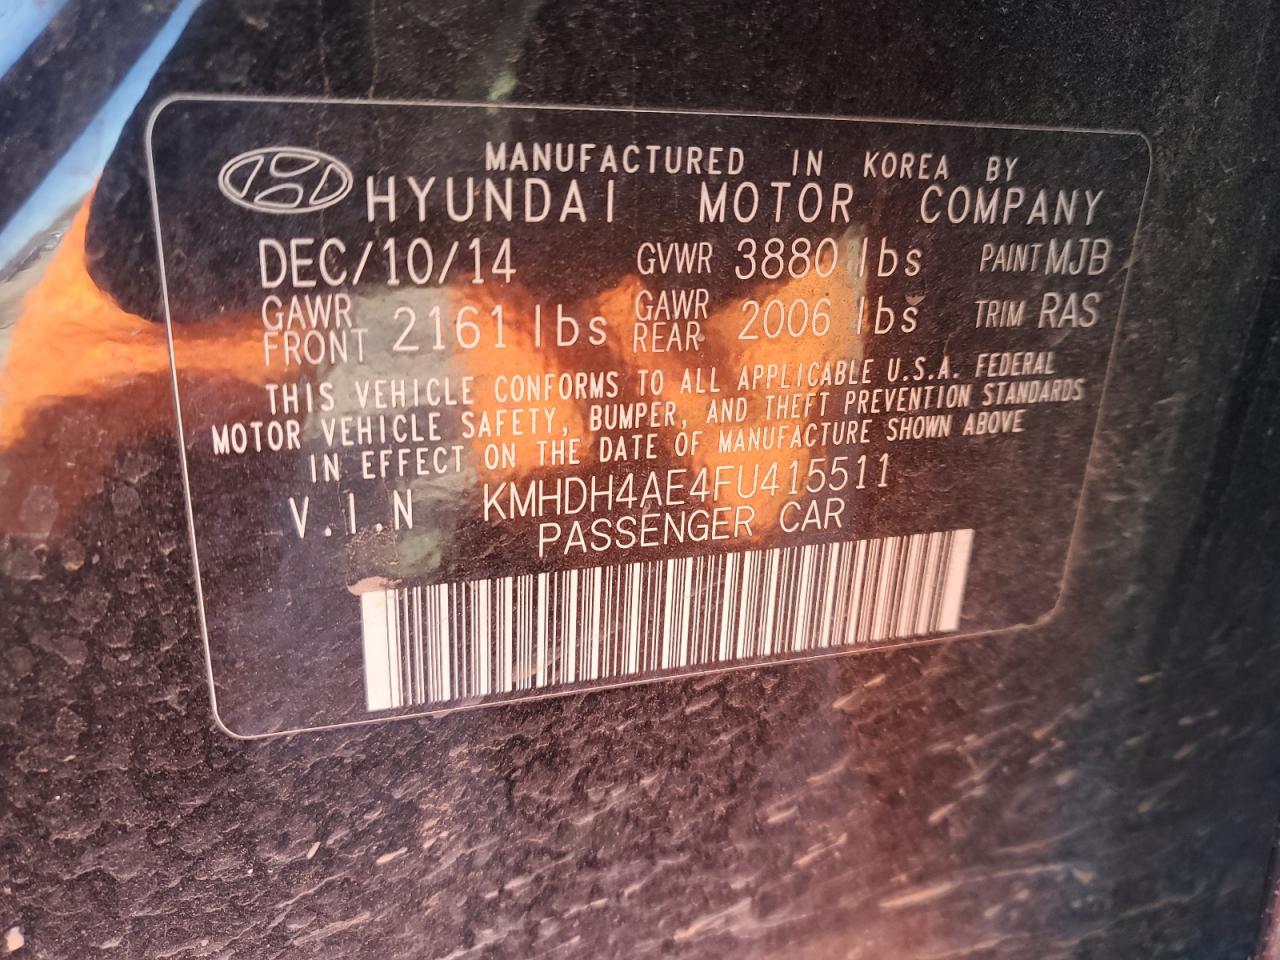 MANUFACTURED IN KOREA BY
HYUNDAI MOTOR COMPANY
DEC/10/14 GVWR 3880 lbs PAINT MJB
GAWR FRONT 2161 lbs GAWR REAR 2006 lbs TRIM RAS
THIS VEHICLE CONFORMS TO ALL APPLICABLE U.S.A. FEDERAL
MOTOR VEHICLE SAFETY, BUMPER, AND THEFT PREVENTION STANDARDS
IN EFFECT ON THE DATE OF MANUFACTURE SHOWN ABOVE
V.I.N KMHDH4AE4FU415511
PASSENGER CAR